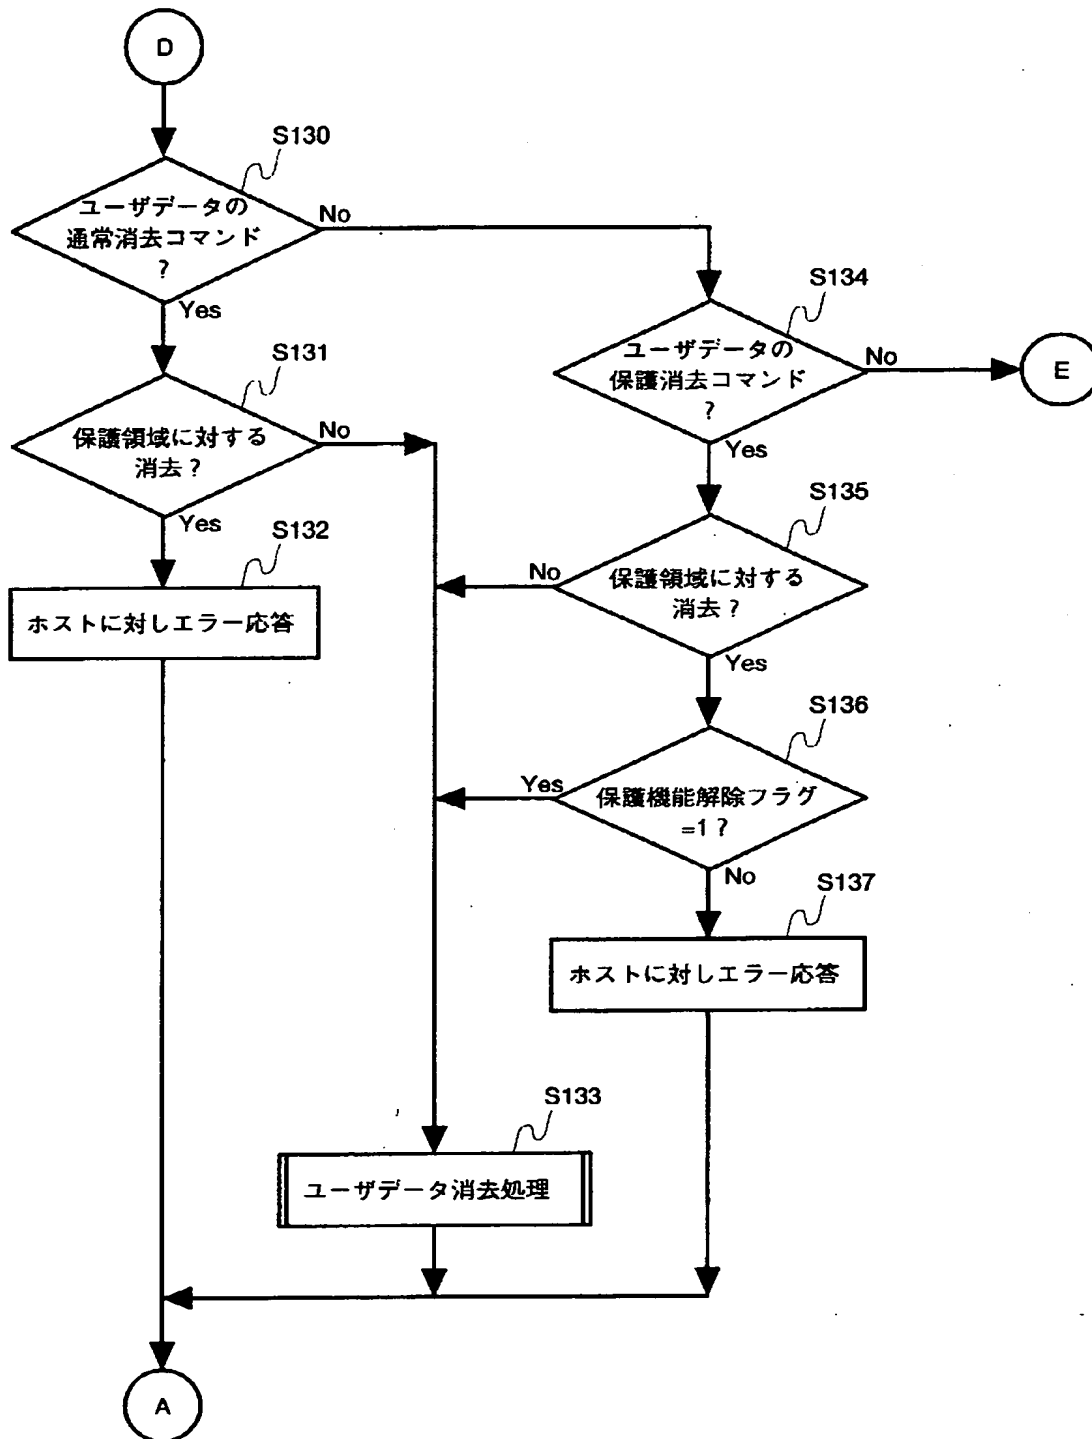 D
S130
ユーザデータの
通常消去コマンド
?
No
Yes
S134
ユーザデータの
保護消去コマンド
?
No
E
Yes
S131
保護領域に対する
消去?
No
Yes
S132
ホストに対しエラー応答
S135
保護領域に対する
消去?
No
Yes
S136
保護機能解除フラグ
=1?
Yes
No
S137
ホストに対しエラー応答
S133
ユーザデータ消去処理
A